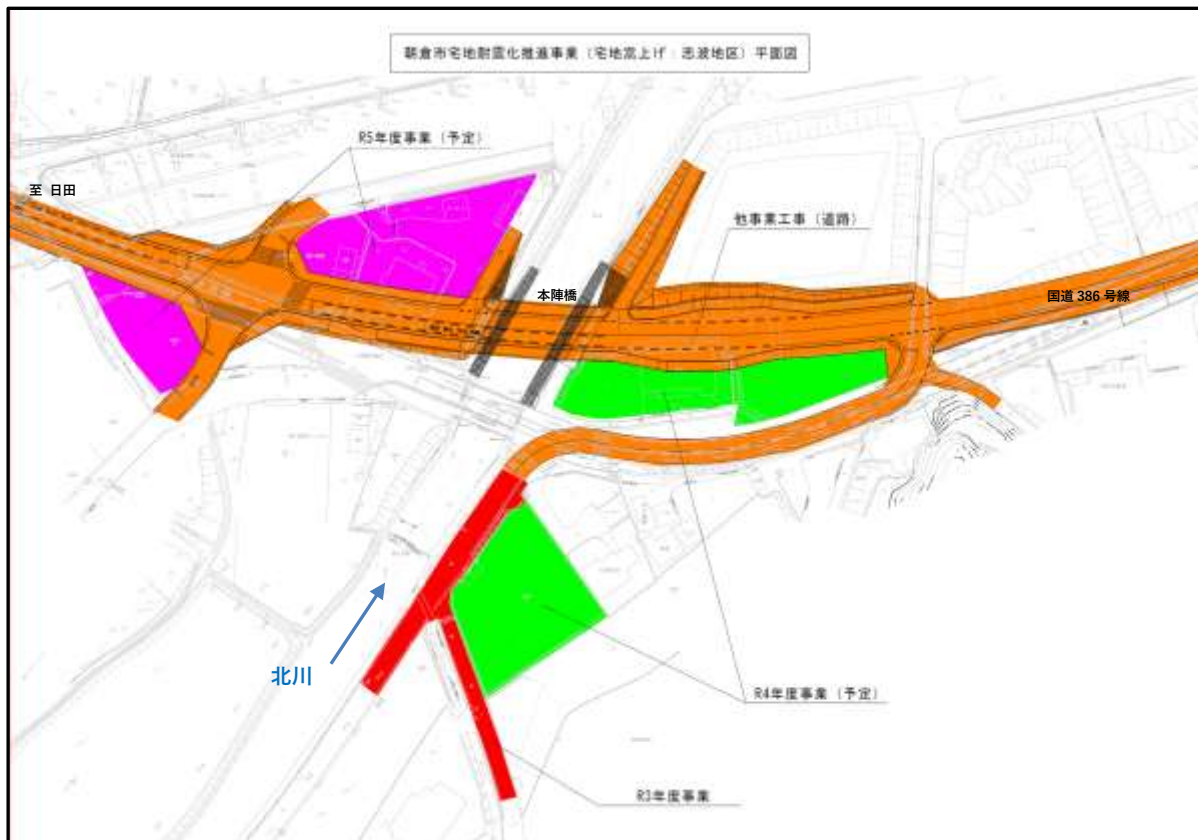 朝倉市宅地耐震化推進事業（宅地嵩上げ：志波地区）平面図
R5年度事業（予定）
至 日田
他事業工事（道路）
本陣橋
国道 386 号線
北川
R4年度事業（予定）
R3年度事業